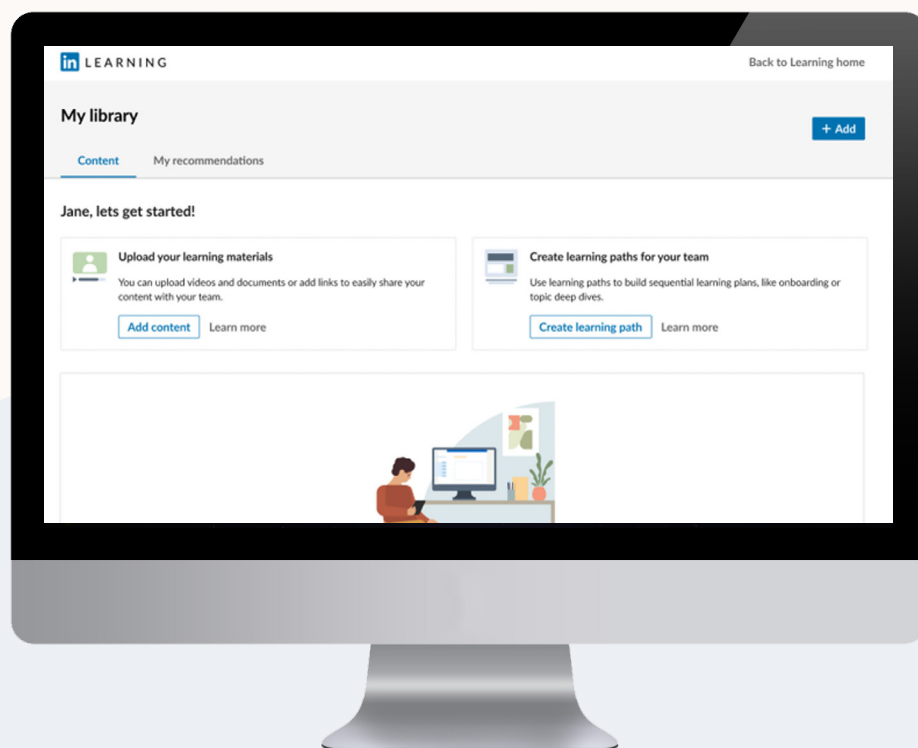 in LEARNING
Back to Learning home
My library
+ Add
Content
My recommendations
Jane, lets get started!
Upload your learning materials
You can upload videos and documents or add links to easily share your
content with your team.
Add content
Learn more
Create learning paths for your team
Use learning paths to build sequential learning plans, like onboarding or
topic deep dives.
Create learning path
Learn more